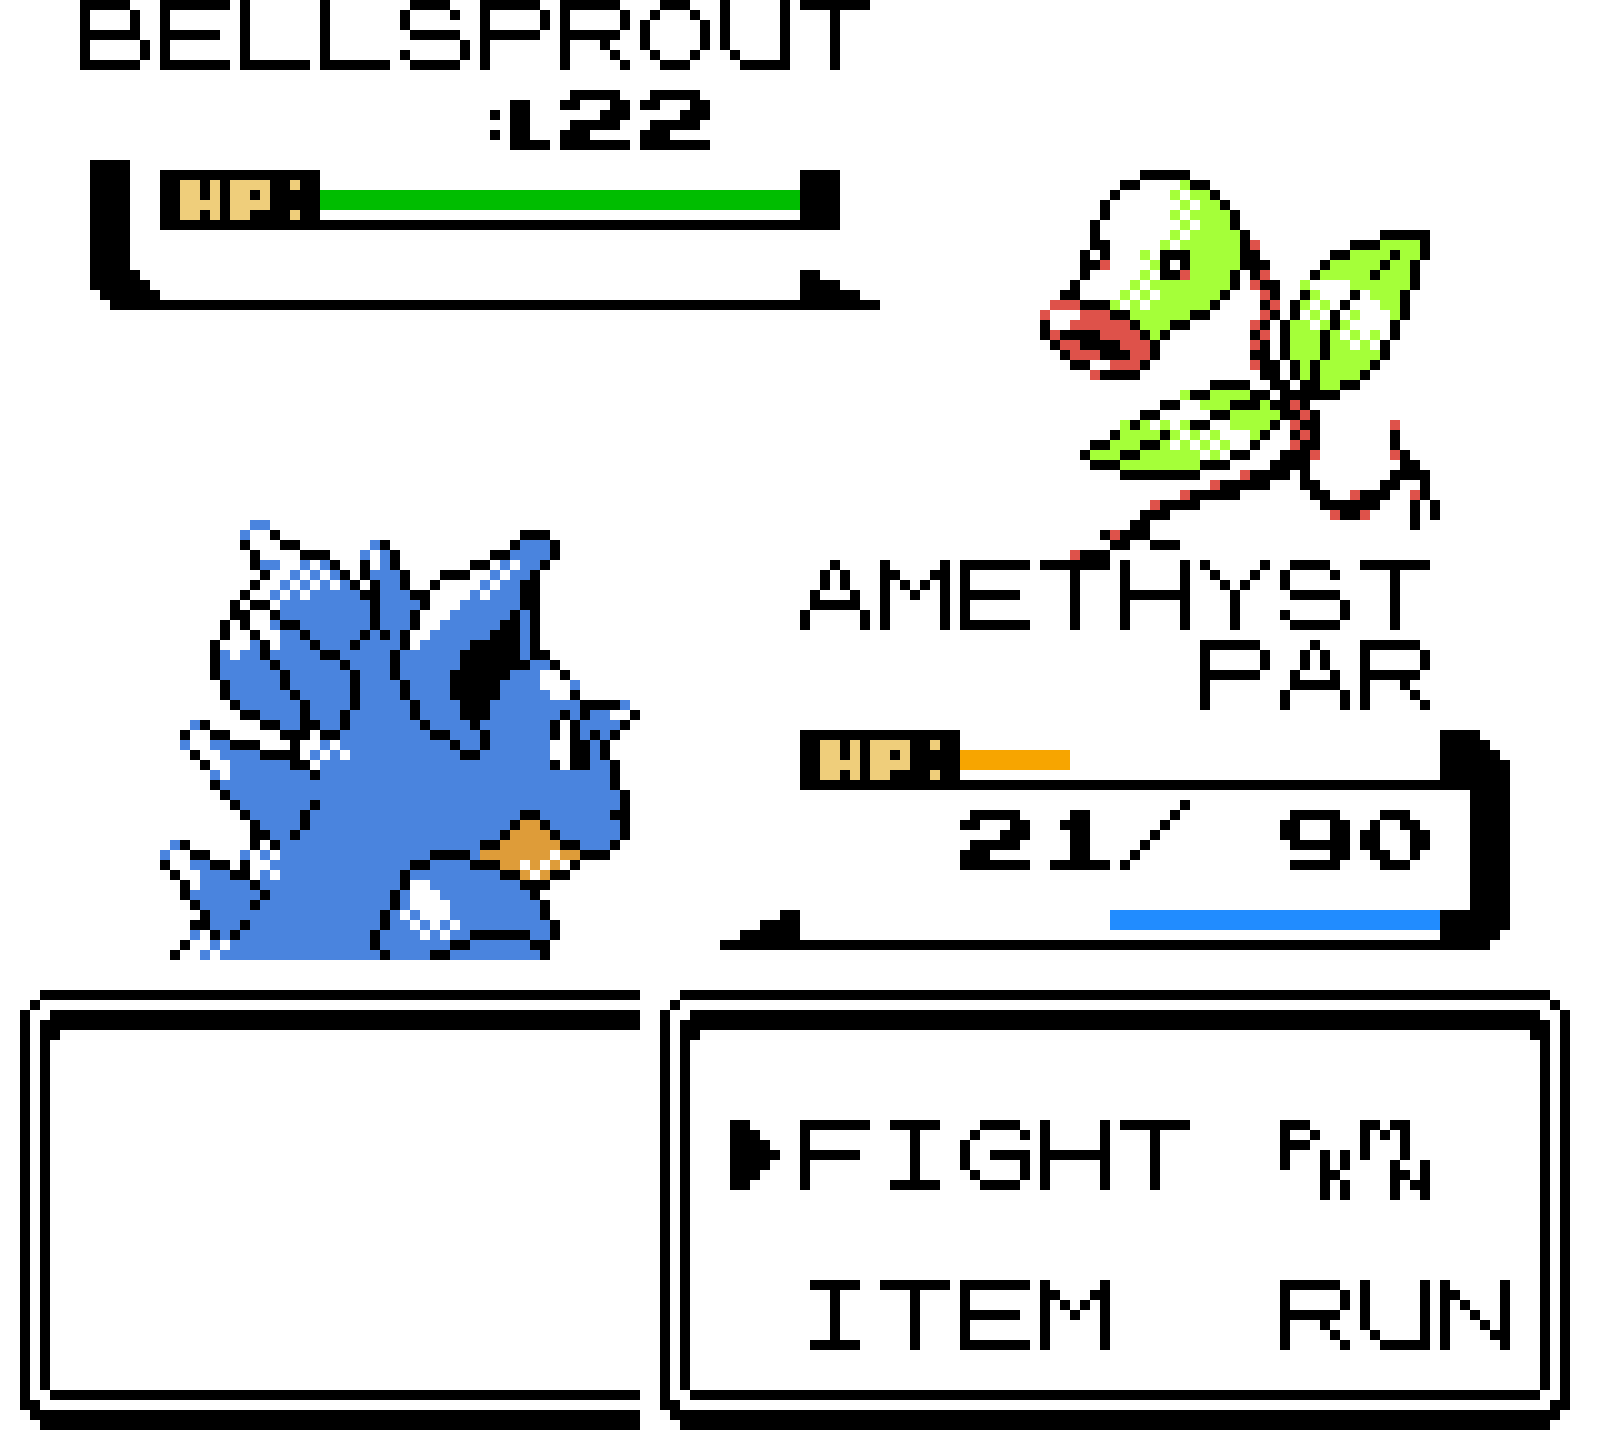 BELLSPROUT
:L22
HP:
AMETHYST
PAR
HP:
21/ 90
FIGHT PKMN
ITEM RUN